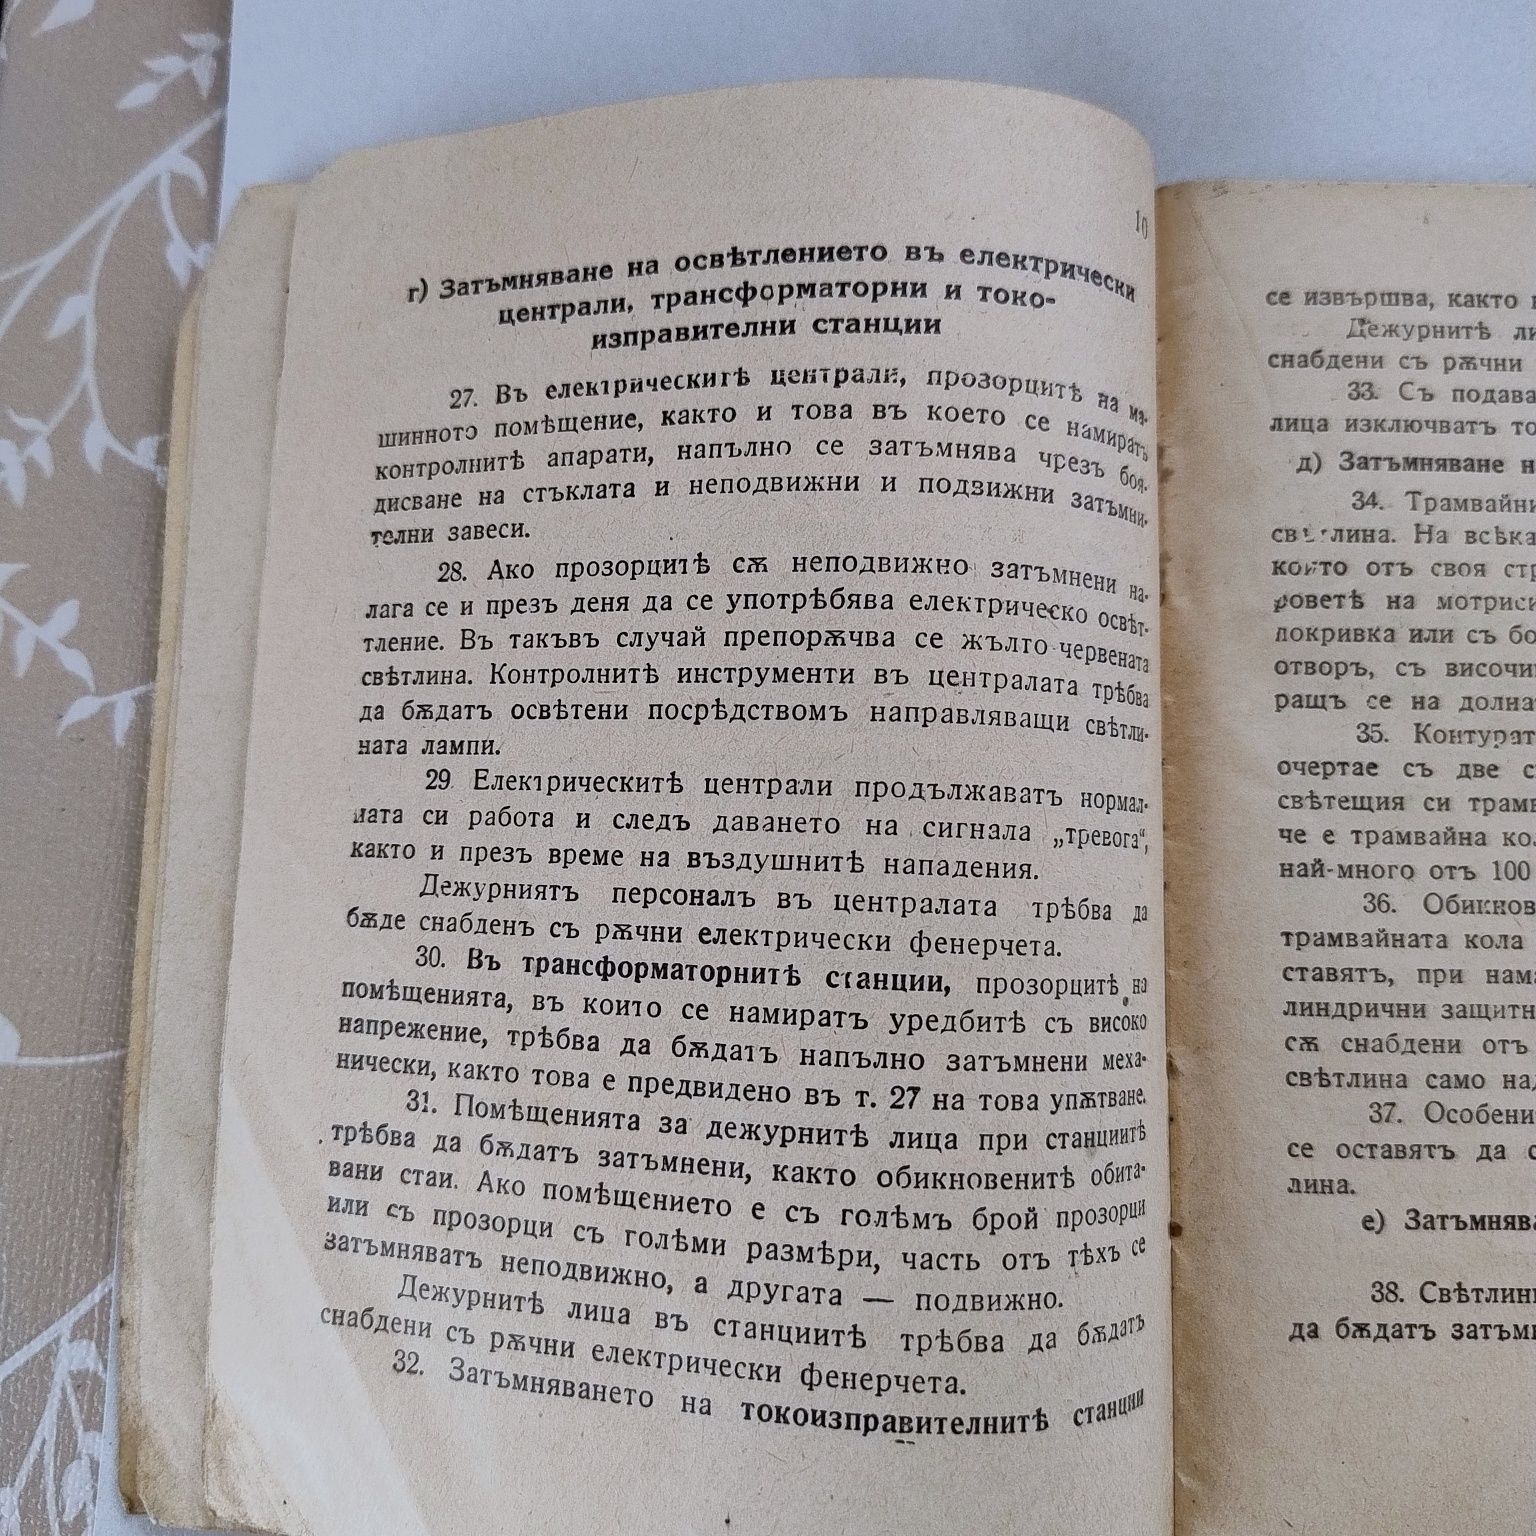 10
г) Затъмняване на освѣтлението въ електрически
централи, трансформаторни и токо-
изправителни станции
27. Въ електрическитѣ централи, прозорцитѣ на ма-
шинното помѣщение, както и това въ което се намиратъ
контролнитѣ апарати, напълно се затъмнява чрезъ боя-
дисване на стъклата и неподвижни и подвижни затъмни-
телни завеси.
28. Ако прозорцитѣ сѫ неподвижно затъмнени на-
лага се и презъ деня да се употрѣбява електрическо освѣт-
тление. Въ такъвъ случай препорѫчва се жълто-червената
свѣтлина. Контролнитѣ инструменти въ централата трѣбва
да бѫдатъ освѣтени посрѣдствомъ направляващи свѣтли-
ната лампи.
29 Електрическитѣ централи продължаватъ нормал-
ната си работа и следъ даването на сигнала „тревога“,
както и презъ време на въздушнитѣ нападения.
Дежурниятъ персоналъ въ централата трѣбва да
бѫде снабденъ съ рѫчни електрически фенерчета.
30. Въ трансформаторнитѣ станции, прозорцитѣ на
помѣщенията, въ които се намиратъ уредбитѣ съ високо
напрежение, трѣбва да бѫдатъ напълно затъмнени меха-
нически, както това е предвидено въ т. 27 на това упѫтване.
31. Помѣщенията за дежурнитѣ лица при станциитѣ
трѣбва да бѫдатъ затъмнени, както обикновенитѣ обита-
вани стаи. Ако помѣщението е съ голѣмъ брой прозорци
или съ прозорци съ голѣми размѣри, часть отъ тѣхъ се
затъмняватъ неподвижно, а другата — подвижно.
Дежурнитѣ лица въ станциитѣ трѣбва да бѫдатъ
снабдени съ рѫчни електрически фенерчета.
32. Затъмняването на токоизправителнитѣ станции
се извършва, както
Дежурнитѣ
снабдени съ рѫчни
33. Съ
лица изключватъ
д) Затъмняване
34. Трамвайни
свѣтлина. На
които отъ своя
на
покривка или съ
отворъ, съ
ращъ се на
35.
очертае съ две
свѣтещия си
че е трамвайна
най-много отъ 100
36.
трамвайната кола
ставятъ, при
линдрични
сѫ снабдени отъ
свѣтлина само
37.
се оставятъ да
лина.
е)
38.
да бѫдатъ